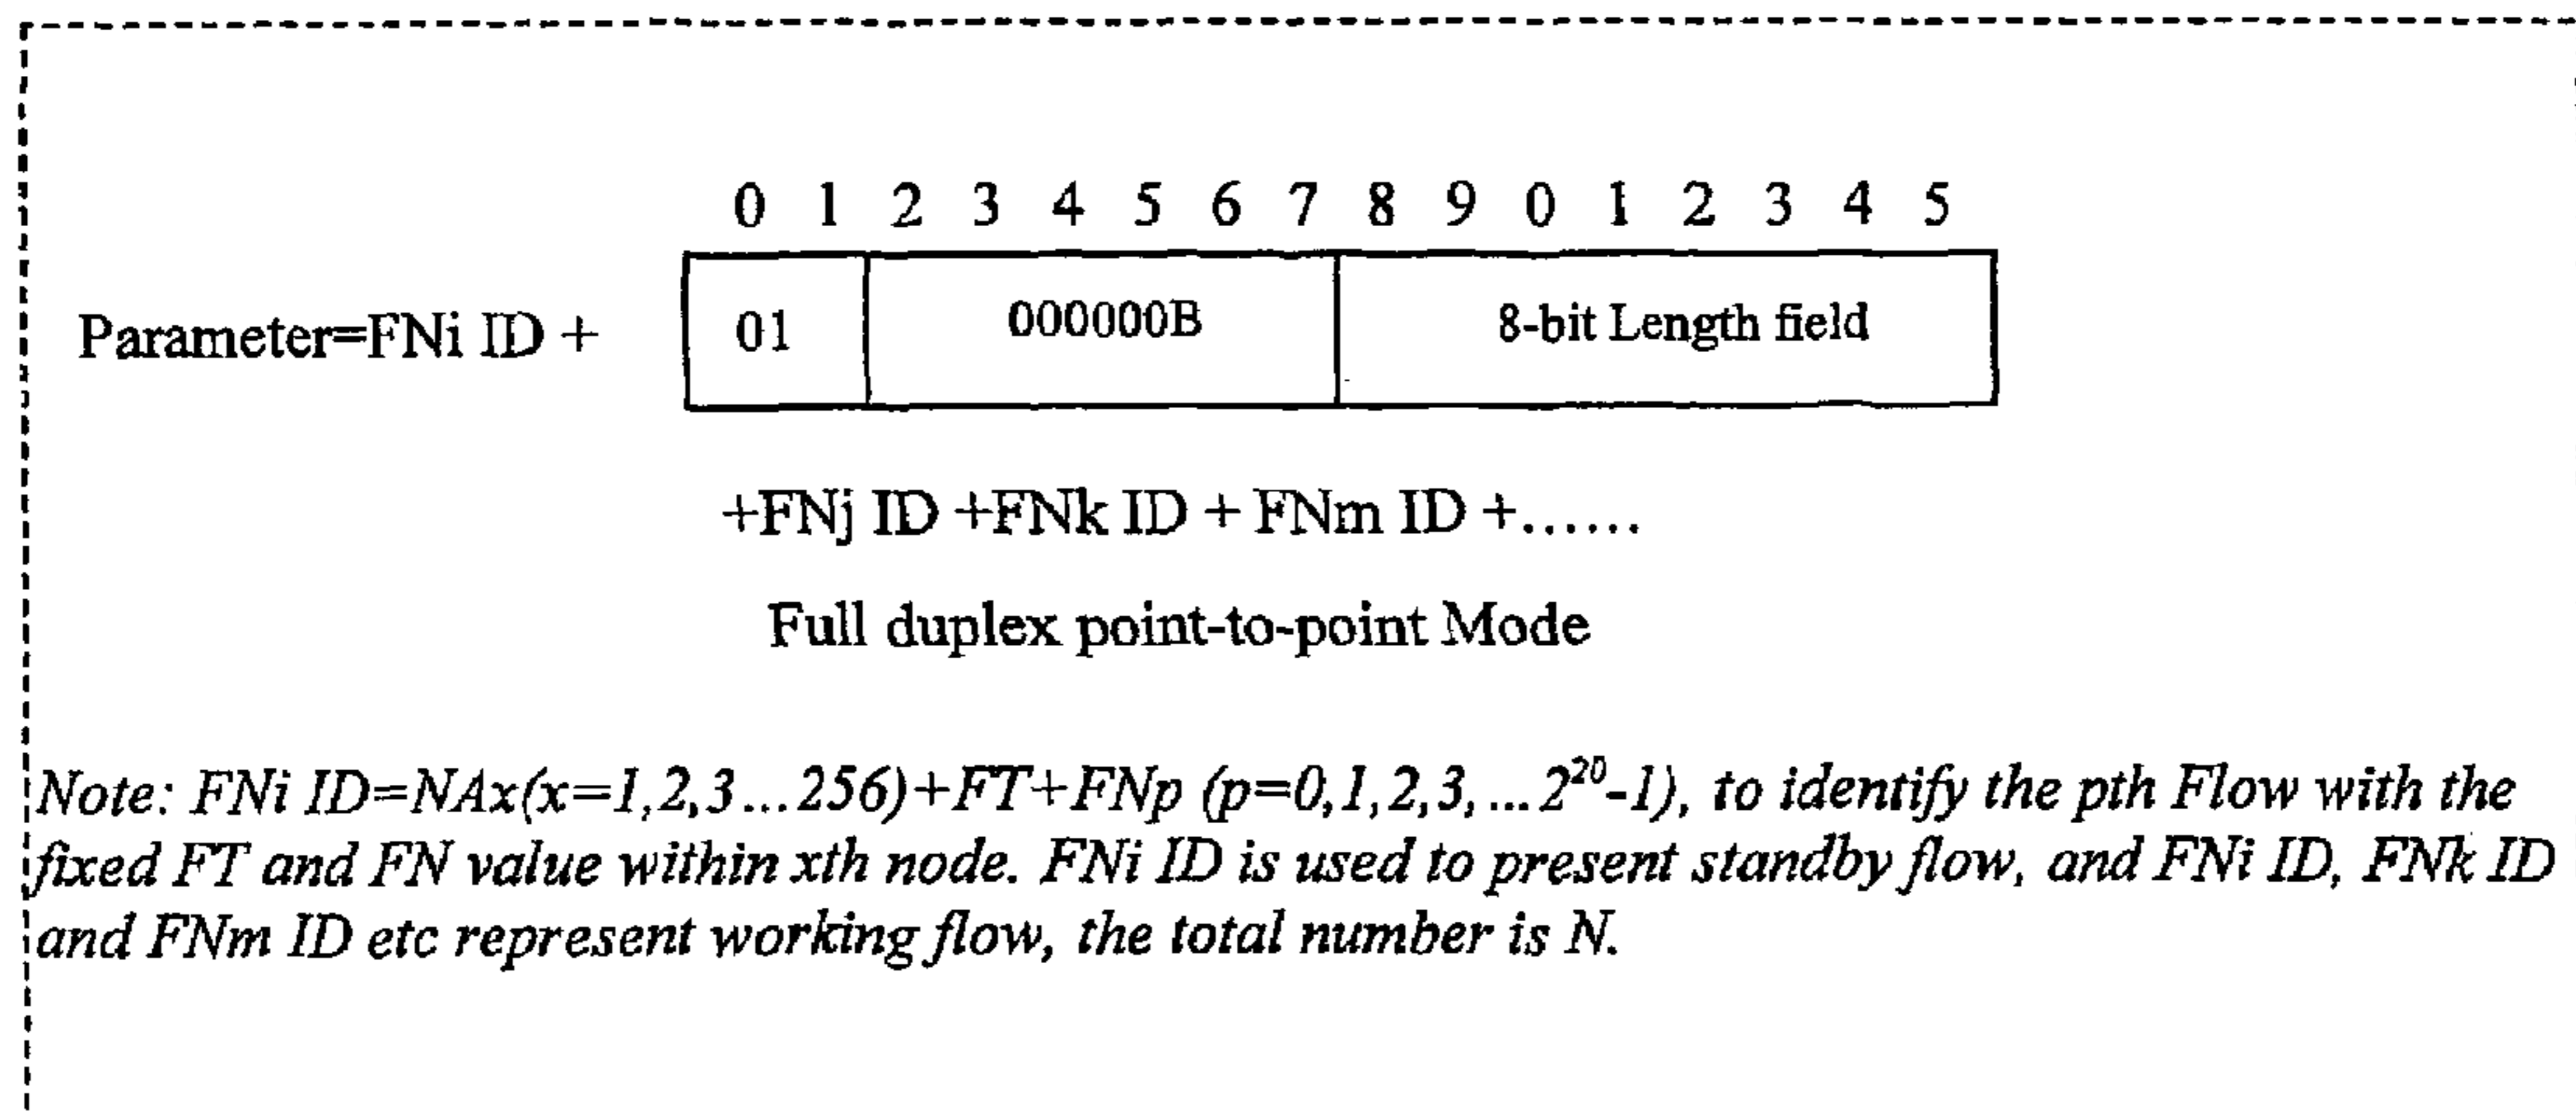 0 1 2 3 4 5 6 7 8 9 0 1 2 3 4 5
Parameter=FNi ID + 01 000000B 8-bit Length field
+FNj ID +FNk ID + FNm ID +......
Full duplex point-to-point Mode
Note: FNi ID=NAx(x=1,2,3...256)+FT+FNp (p=0,1,2,3,...2²⁰-1), to identify the pth Flow with the
fixed FT and FN value within xth node. FNi ID is used to present standby flow, and FNi ID, FNk ID
and FNm ID etc represent working flow, the total number is N.